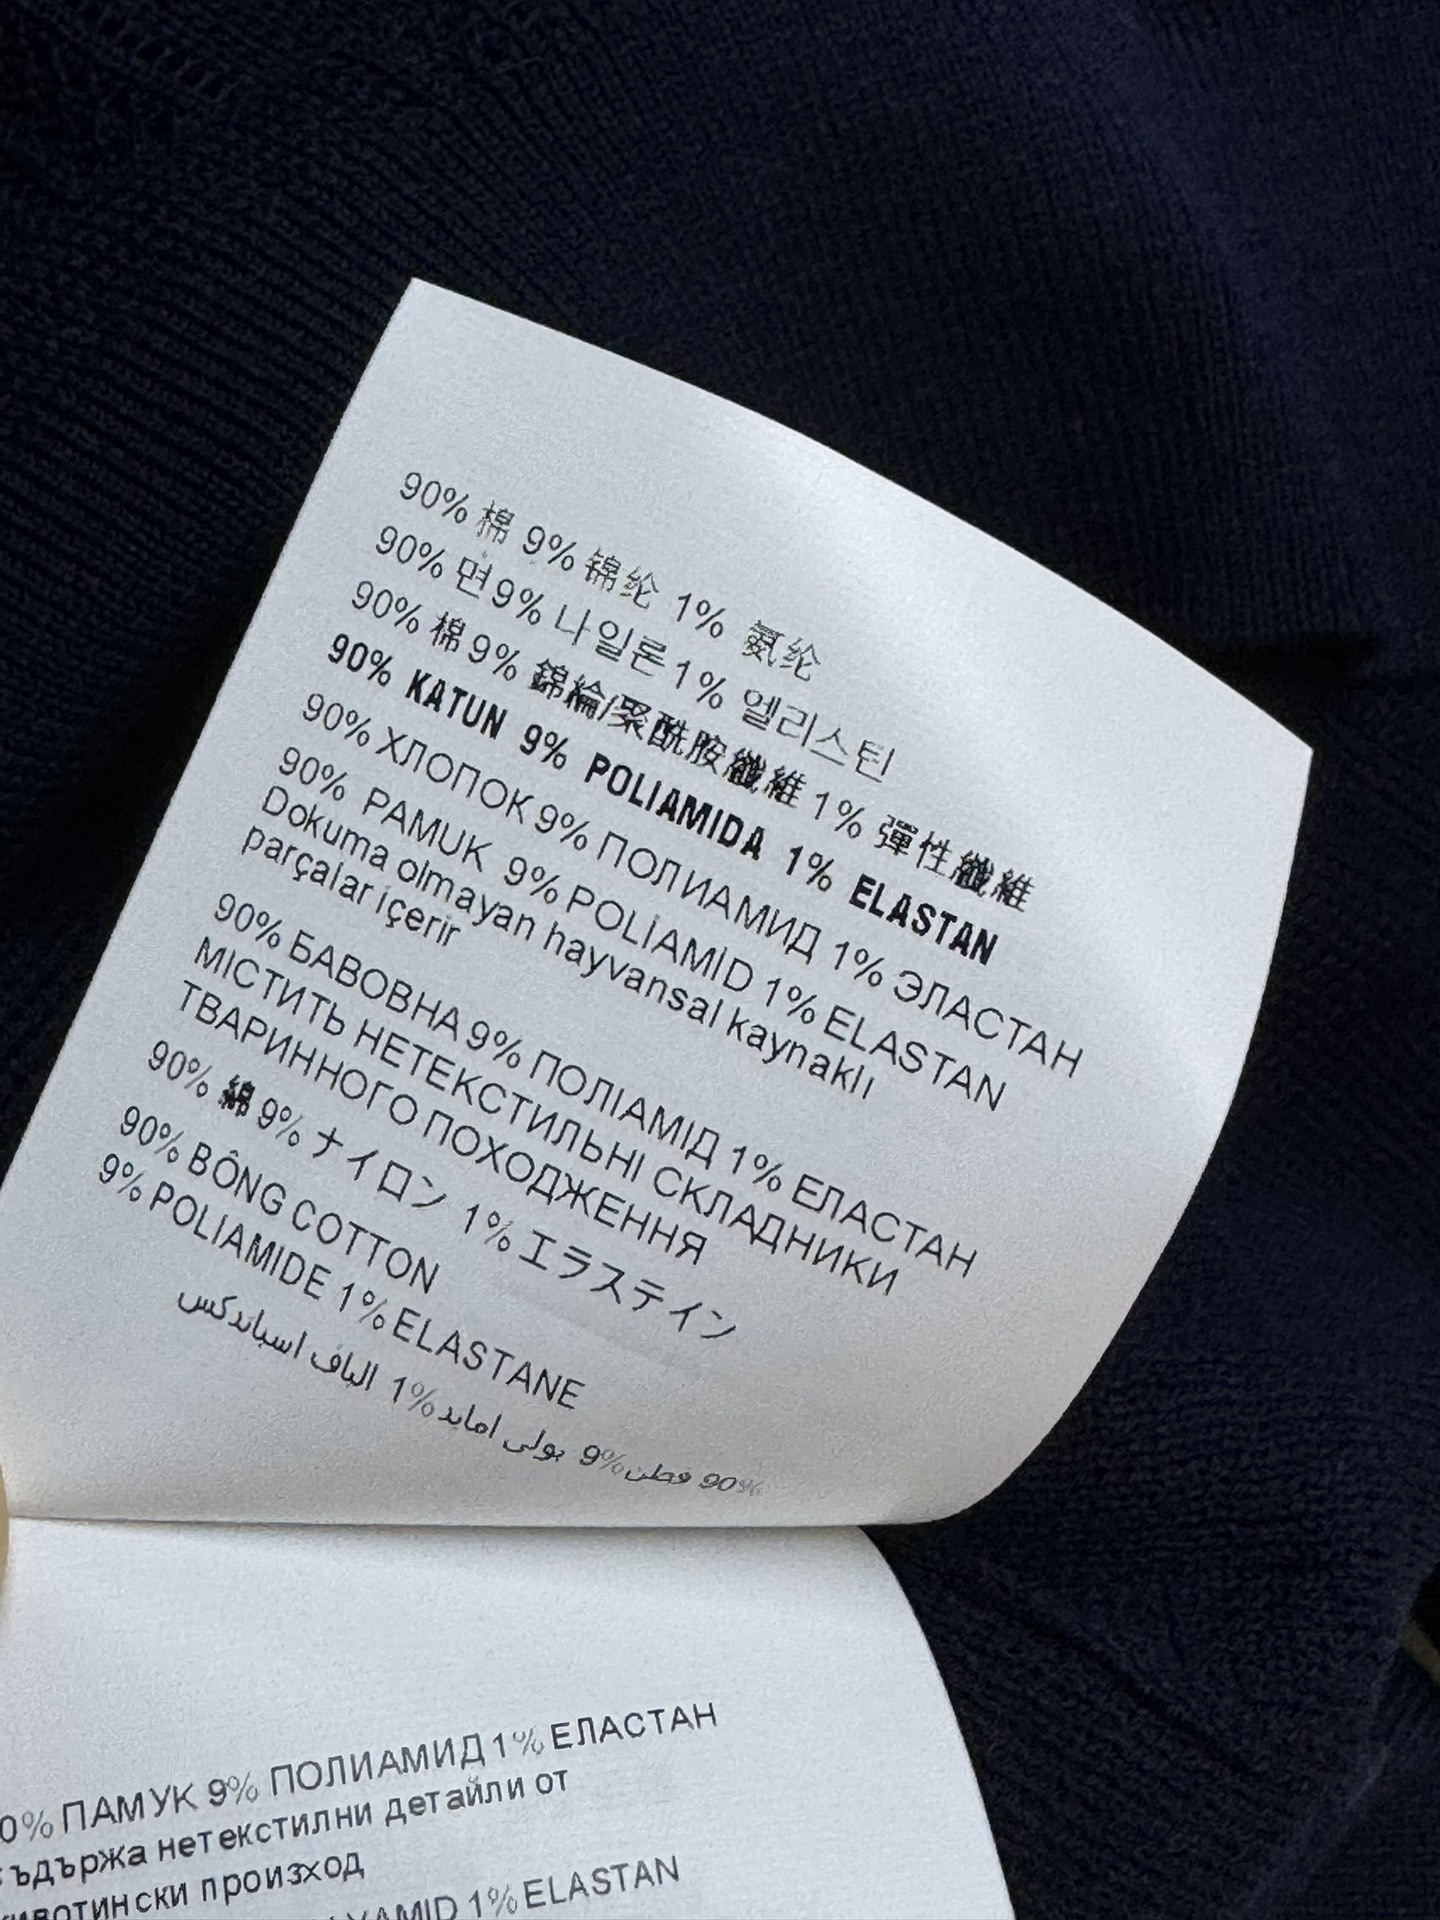 90% 棉 9% 锦纶 1% 氨纶
90% 면 9% 나일론 1% 엘리스틴
90% 棉 9% 錦綸/聚酰胺纖維 1% 彈性纖維
90% KATUN 9% POLIAMIDA 1% ELASTAN
90% ХЛОПОК 9% ПОЛИАМИД 1% ЭЛАСТАН
90% PAMUK 9% POLİAMİD 1% ELASTAN
Dokuma olmayan hayvansal kaynaklı
parçalar içerir
90% БАВОВНА 9% ПОЛІАМІД 1% ЕЛАСТАН
МІСТИТЬ НЕТЕКСТИЛЬНІ СКЛАДНИКИ
ТВАРИННОГО ПОХОДЖЕННЯ
90% 綿 9% ナイロン 1% エラスティン
90% BÔNG COTTON
9% POLIAMIDE 1% ELASTANE
90% قطن 9% بولى امايد 1% الياف اسباندكس
0% ПАМУК 9% ПОЛИАМИД 1% ЕЛАСТАН
съдържа нетекстилни детайли от
животински произход
YAMID 1% ELASTAN